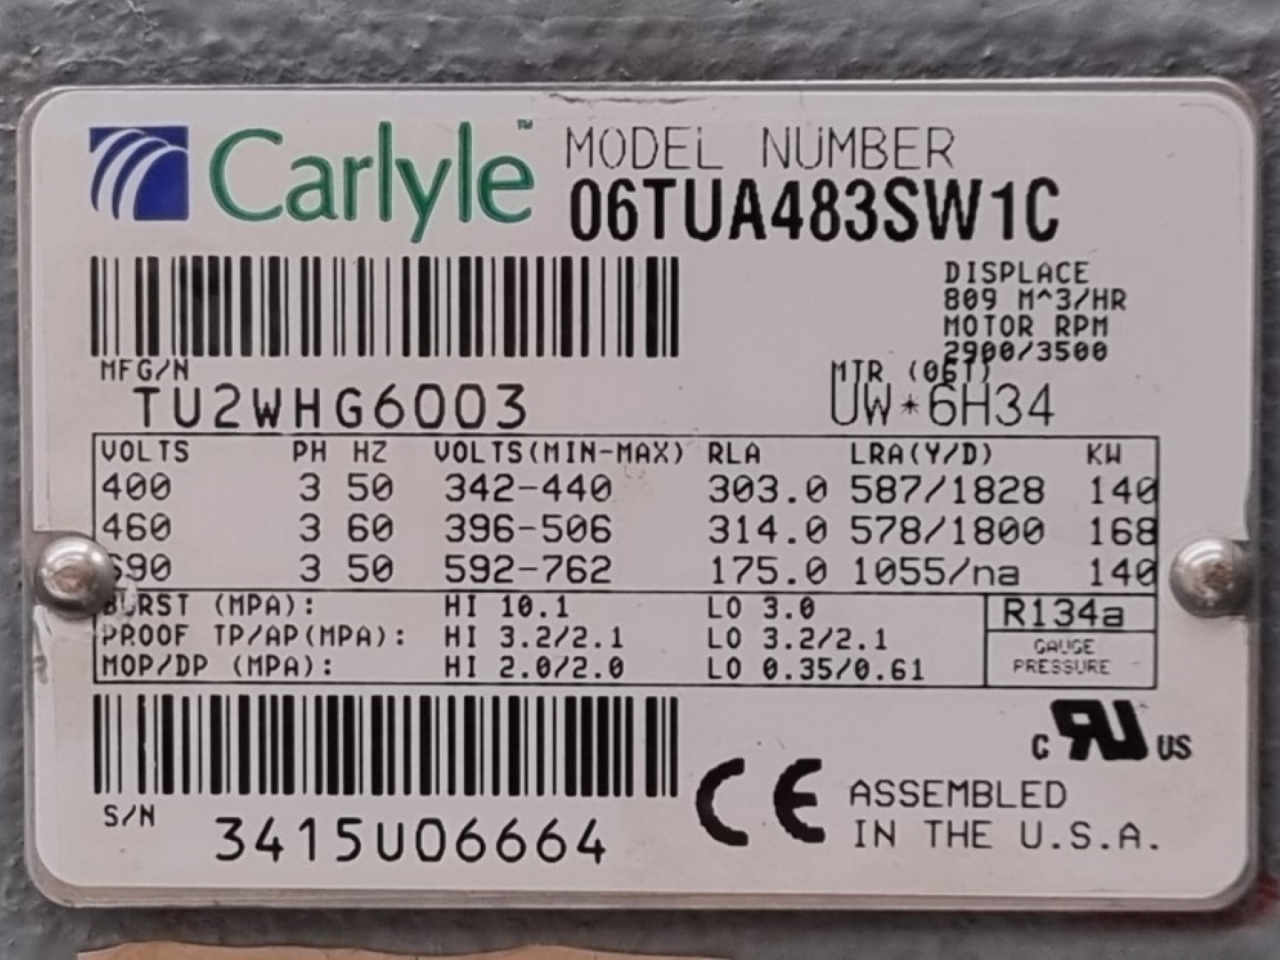 Carlyle™ MODEL NUMBER
06TUA483SW1C
DISPLACE
809 M^3/HR
MOTOR RPM
2900/3500
MFG/N
TU2WHG6003
MTR (06T)
UW*6H34
VOLTS PH HZ VOLTS(MIN-MAX) RLA LRA(Y/D) KW
400 3 50 342-440 303.0 587/1828 140
460 3 60 396-506 314.0 578/1800 168
690 3 50 592-762 175.0 1055/na 140
BURST (MPA): HI 10.1 LO 3.0
PROOF TP/AP(MPA): HI 3.2/2.1 LO 3.2/2.1
MOP/DP (MPA): HI 2.0/2.0 LO 0.35/0.61
R134a
GAUGE
PRESSURE
C RU US
S/N
3415U06664
CE
ASSEMBLED
IN THE U.S.A.